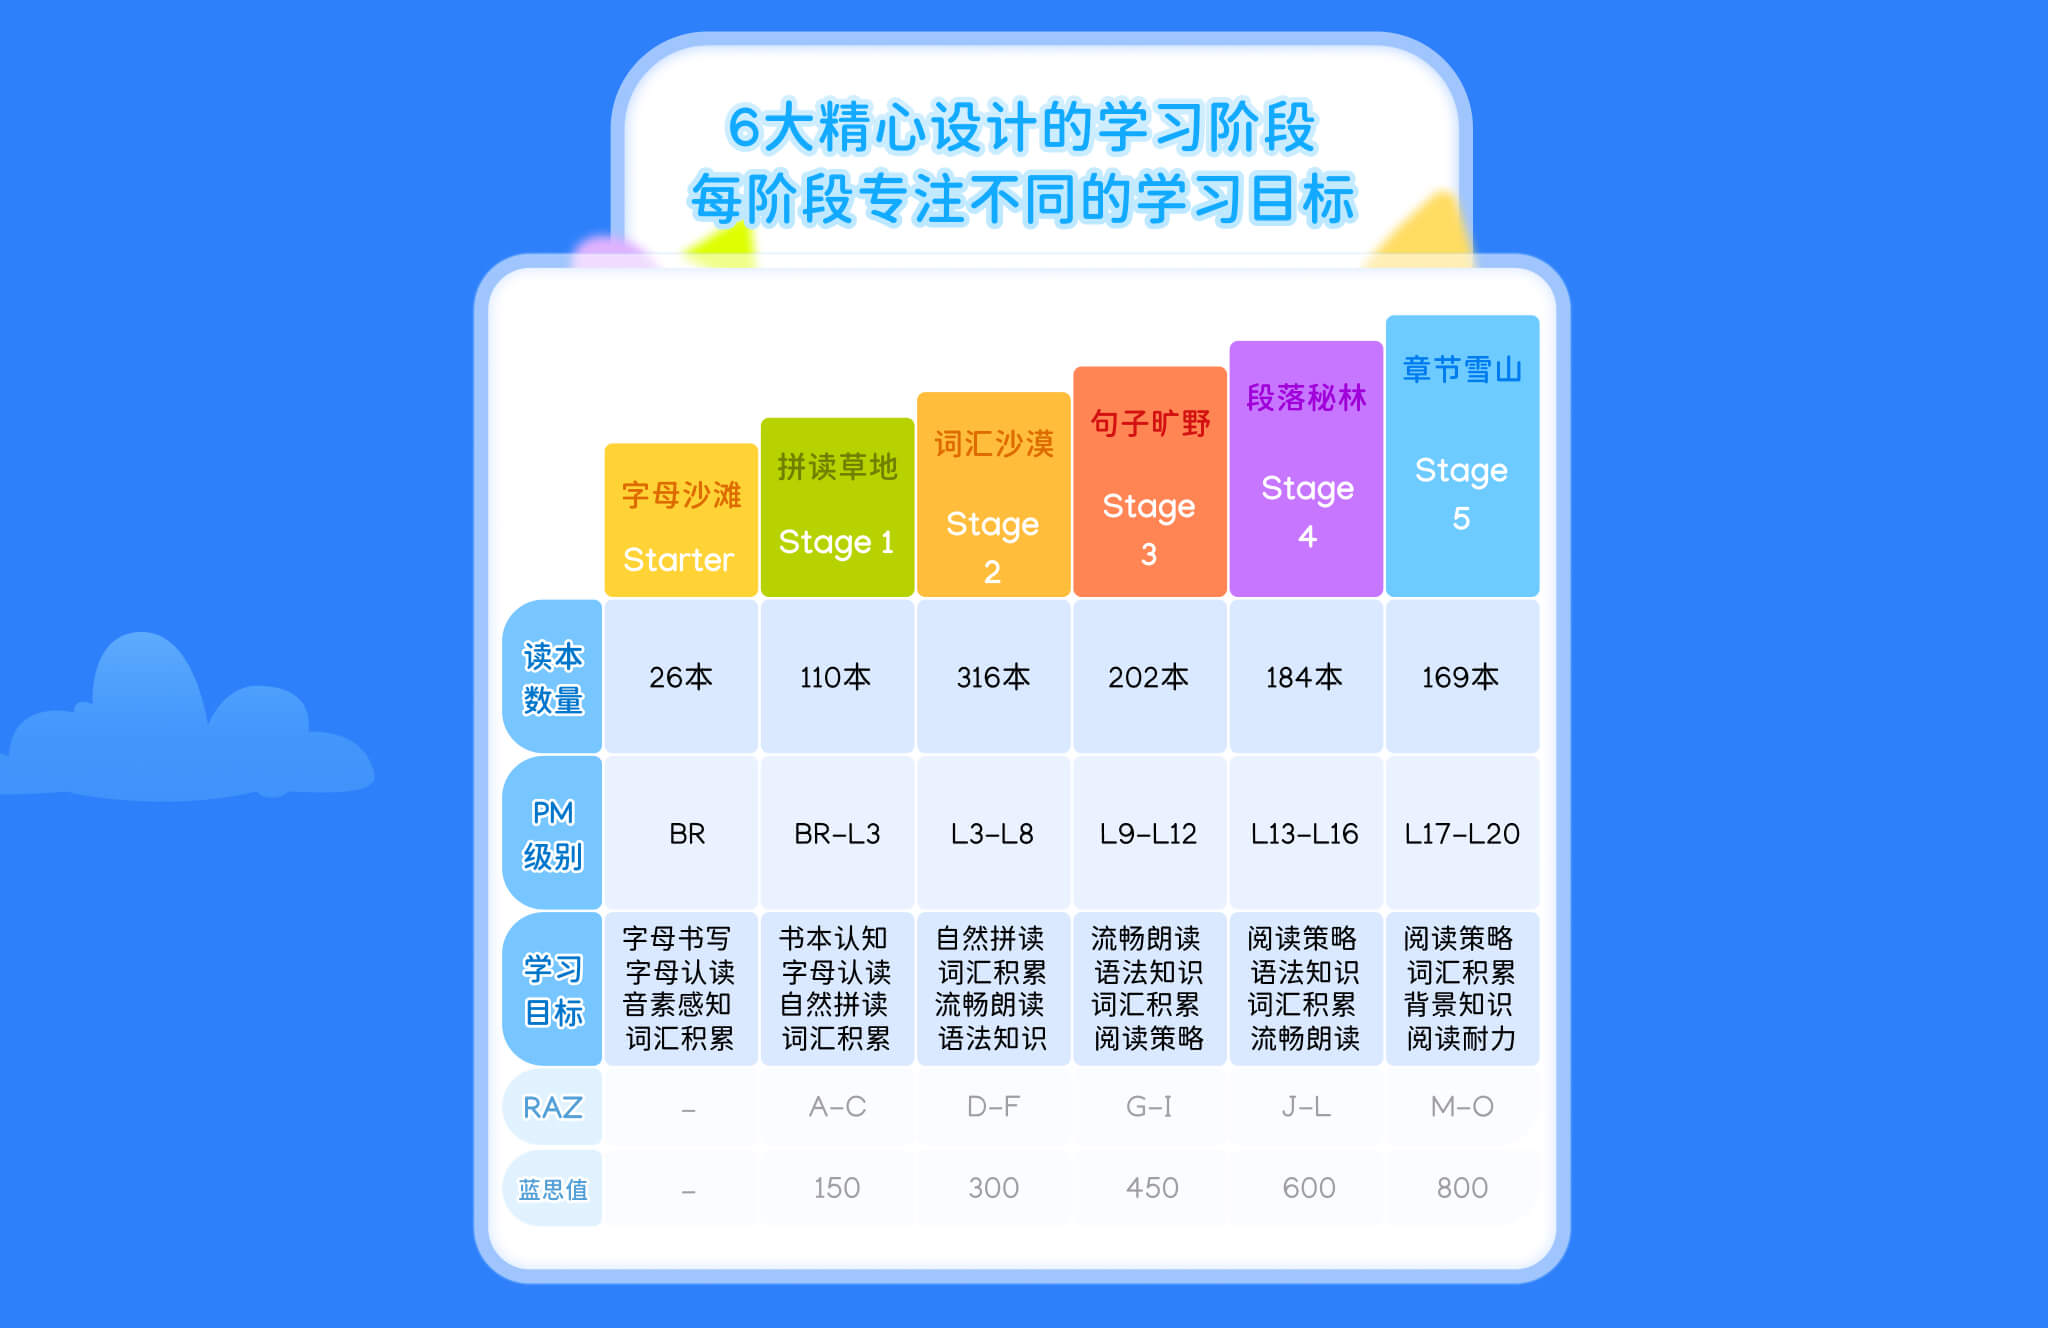 6大精心设计的学习阶段
每阶段专注不同的学习目标
字母沙滩
Starter
拼读草地
Stage 1
词汇沙漠
Stage
2
句子旷野
Stage
3
段落秘林
Stage
4
章节雪山
Stage
5
读本
数量
26本
110本
316本
202本
184本
169本
PM
级别
BR
BR-L3
L3-L8
L9-L12
L13-L16
L17-L20
学习
目标
字母书写
字母认读
音素感知
词汇积累
书本认知
字母认读
自然拼读
词汇积累
自然拼读
词汇积累
流畅朗读
语法知识
流畅朗读
语法知识
词汇积累
阅读策略
阅读策略
语法知识
词汇积累
流畅朗读
阅读策略
词汇积累
背景知识
阅读耐力
RAZ
-
A-C
D-F
G-I
J-L
M-O
蓝思值
-
150
300
450
600
800